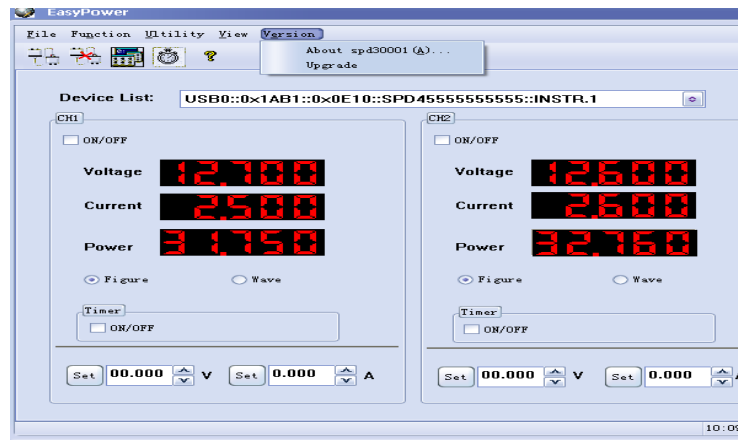 EasyPower
File Function Ultility View Version
About spd30001(A)...
Upgrade
Device List: USB0::0x1AB1::0x0E10::SPD45555555555::INSTR.1
CH1
ON/OFF
Voltage 12.700
Current 2.500
Power 31.750
Figure Wave
Timer
ON/OFF
Set 00.000 V Set 0.000 A
CH2
ON/OFF
Voltage 12.600
Current 2.600
Power 32.760
Figure Wave
Timer
ON/OFF
Set 00.000 V Set 0.000